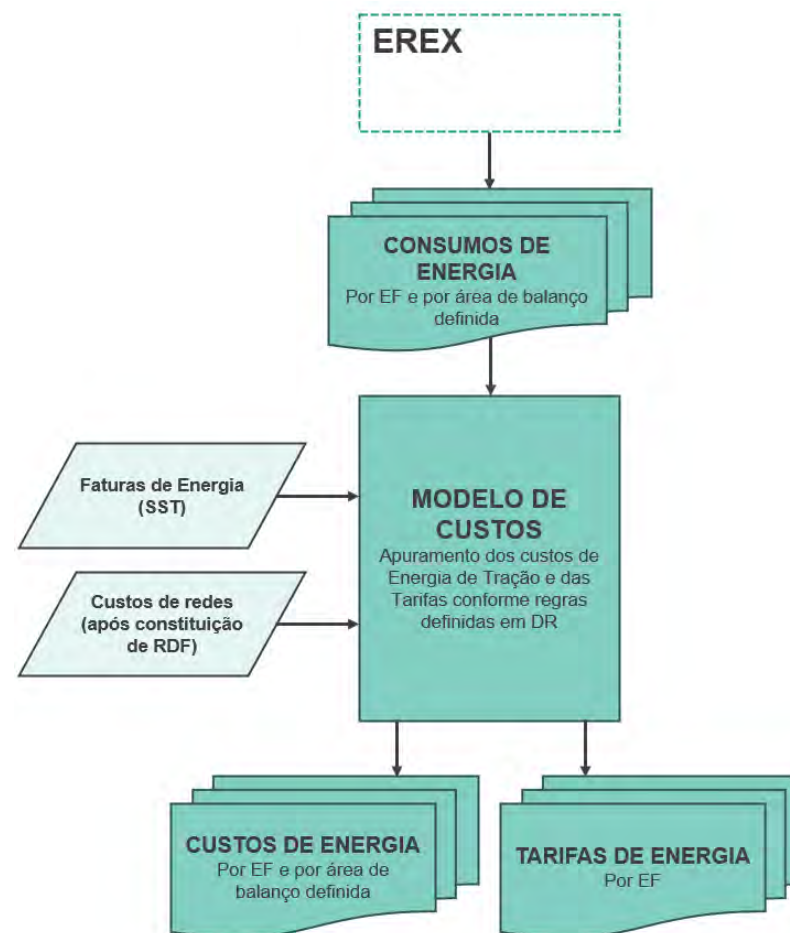 EREX
CONSUMOS DE
ENERGIA
Por EF e por área de balanço
definida
Faturas de Energia
(SST)
Custos de redes
(após constituição
de RDF)
MODELO DE
CUSTOS
Apuramento dos custos de
Energia de Tração e das
Tarifas conforme regras
definidas em DR
CUSTOS DE ENERGIA
Por EF e por área de
balanço definida
TARIFAS DE ENERGIA
Por EF